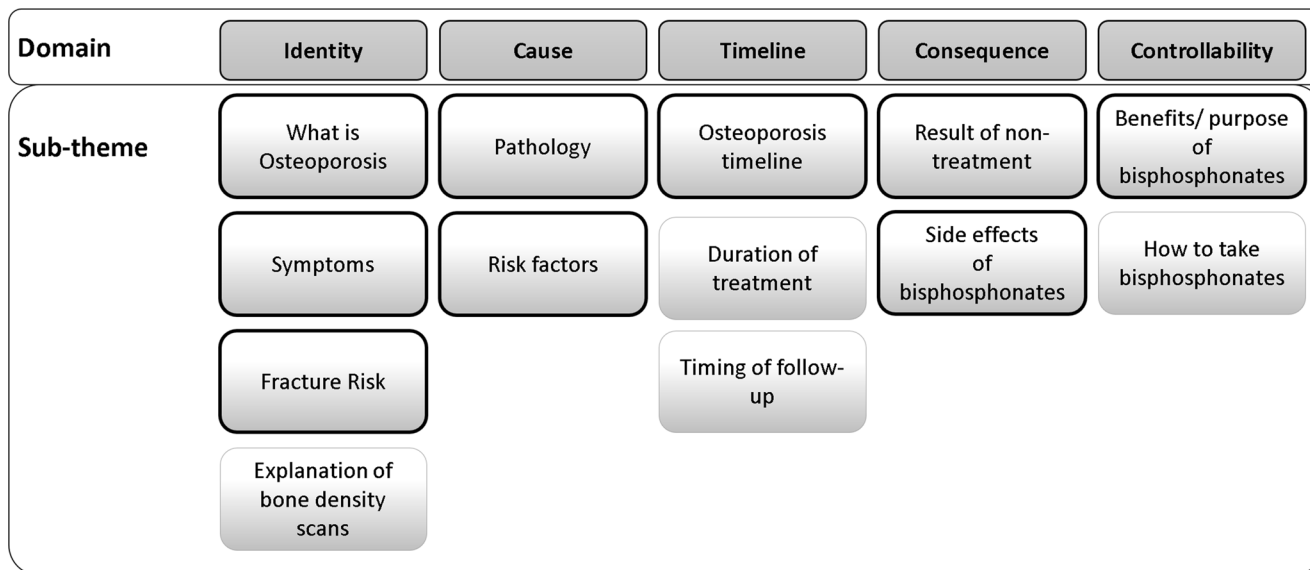 Domain
Identity
Cause
Timeline
Consequence
Controllability
Sub-theme
What is
Osteoporosis
Pathology
Osteoporosis
timeline
Result of non-
treatment
Benefits/ purpose
of
bisphosphonates
Symptoms
Risk factors
Duration of
treatment
Side effects
of
bisphosphonates
How to take
bisphosphonates
Fracture Risk
Timing of follow-
up
Explanation of
bone density
scans